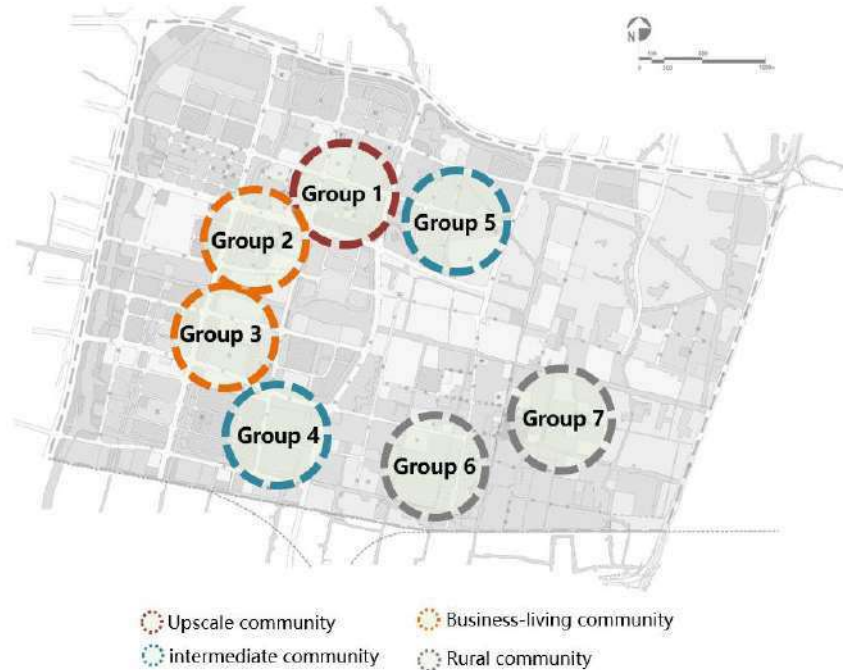 N
Group 1
Group 5
Group 2
Group 3
Group 4
Group 7
Group 6
Upscale community
Business-living community
intermediate community
Rural community